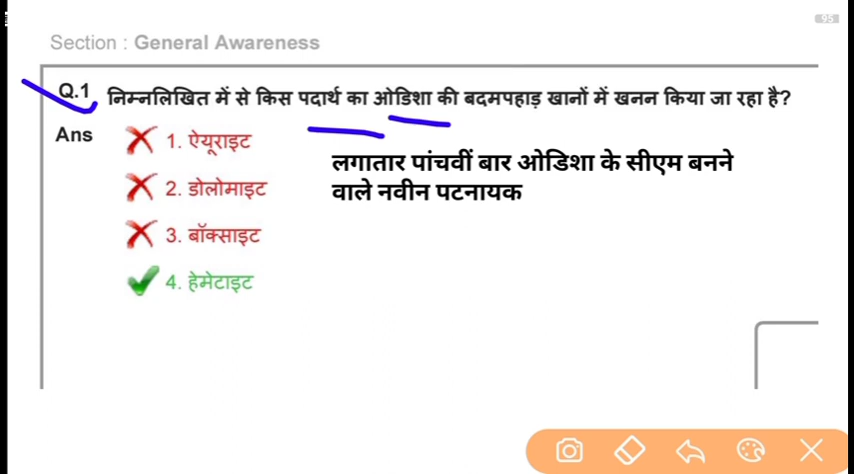 95
Section : General Awareness
Q.1 निम्नलिखित में से किस पदार्थ का ओडिशा की बदमपहाड़ खानों में खनन किया जा रहा है?
Ans 1. ऐयूराइट
2. डोलोमाइट
3. बॉक्साइट
4. हेमेटाइट
लगातार पांचवीं बार ओडिशा के सीएम बनने
वाले नवीन पटनायक